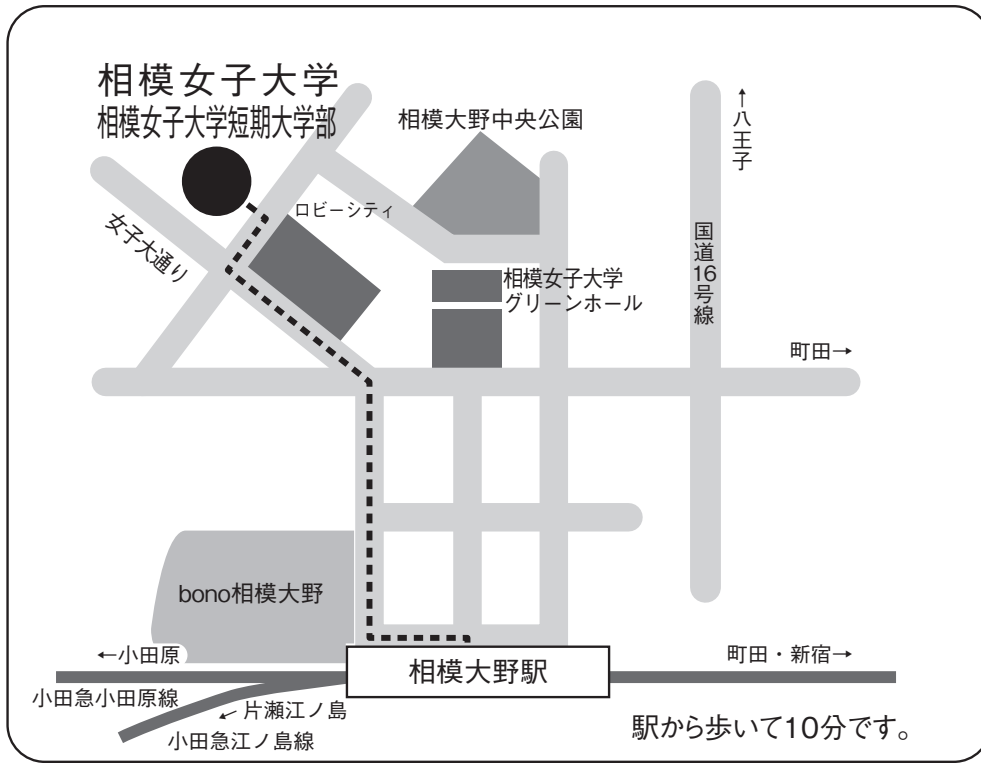 相模女子大学
相模女子大学短期大学部
相模大野中央公園
↑八王子
ロビーシティ
女子大通り
国道16号線
相模女子大学
グリーンホール
町田→
bono相模大野
←小田原
相模大野駅
町田・新宿→
小田急小田原線
↙片瀬江ノ島
小田急江ノ島線
駅から歩いて10分です。